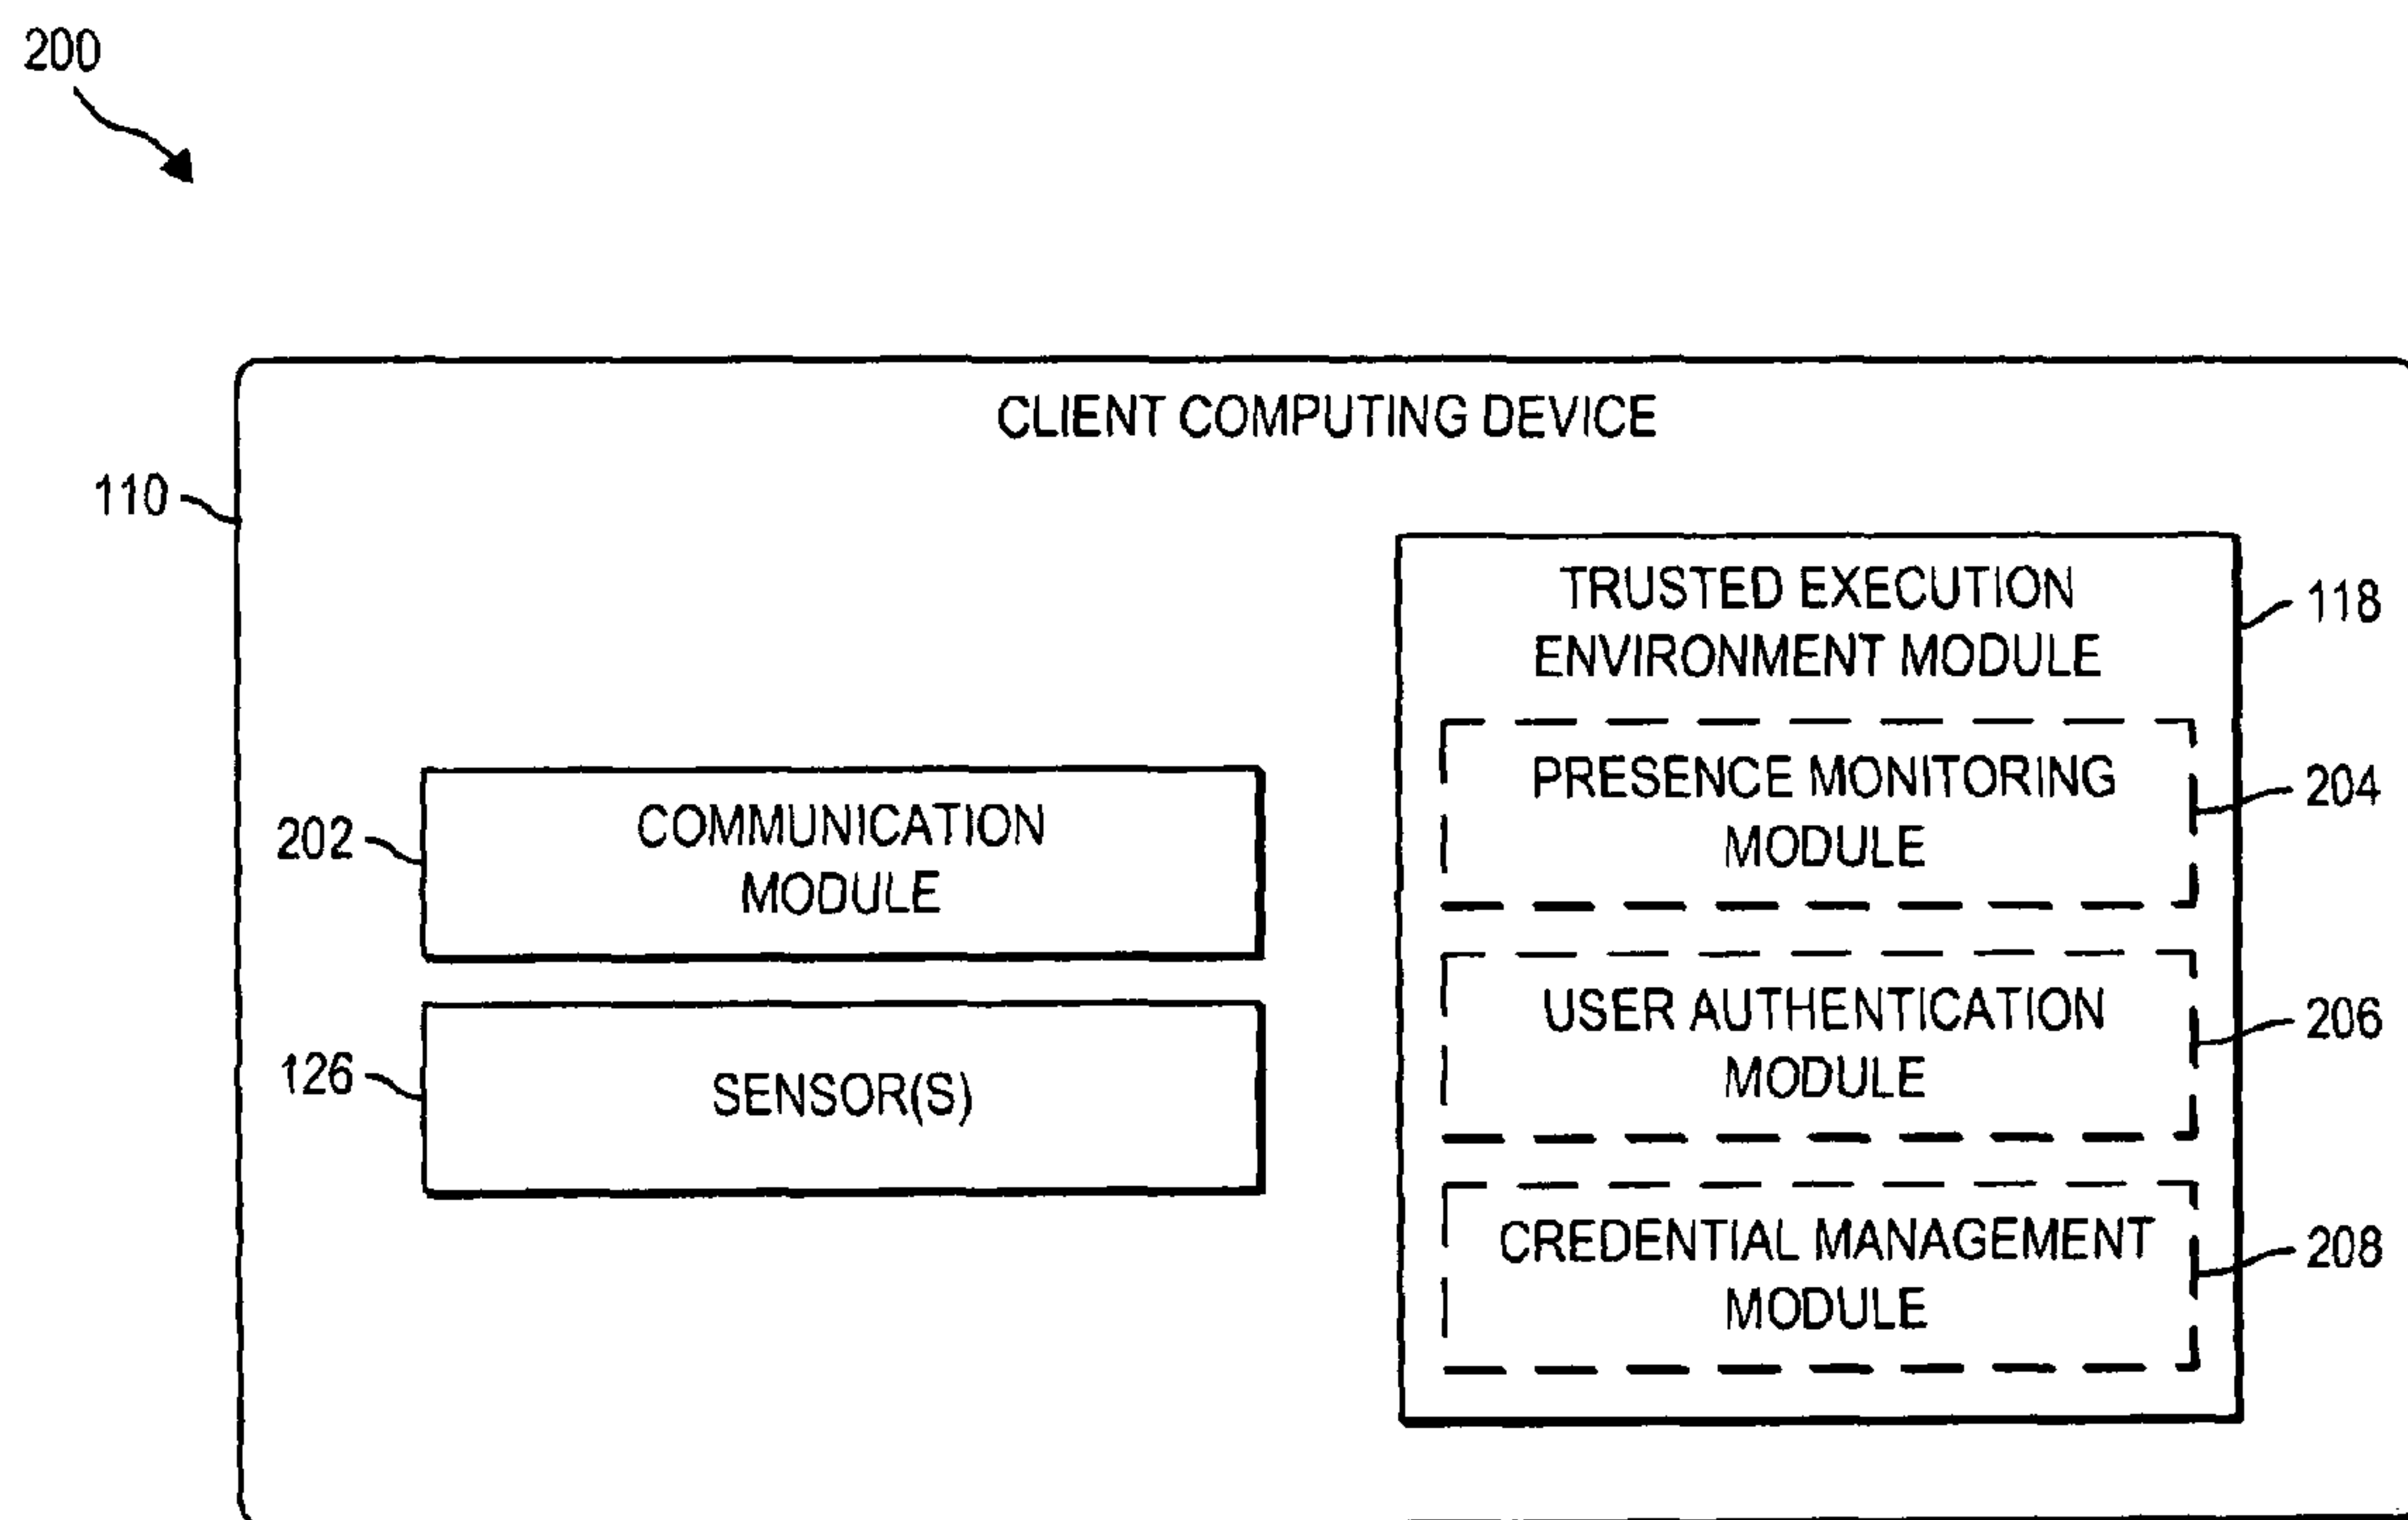 200
CLIENT COMPUTING DEVICE
110
TRUSTED EXECUTION
ENVIRONMENT MODULE
118
PRESENCE MONITORING
MODULE
204
COMMUNICATION
MODULE
202
USER AUTHENTICATION
MODULE
206
SENSOR(S)
126
CREDENTIAL MANAGEMENT
MODULE
208